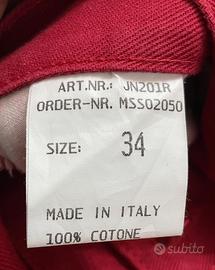 ART.NR.: JN201R
ORDER-NR. MSS02050
SIZE: 34
MADE IN ITALY
100% COTONE
subito